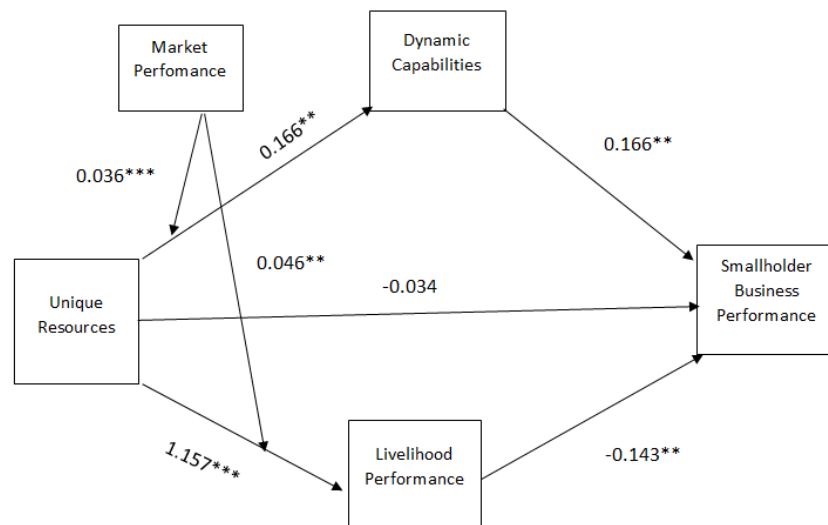 Market
Perfomance
Dynamic
Capabilities
0.166**
0.166**
0.036***
0.046**
-0.034
Unique
Resources
Smallholder
Business
Performance
1.157***
Livelihood
Performance
-0.143**